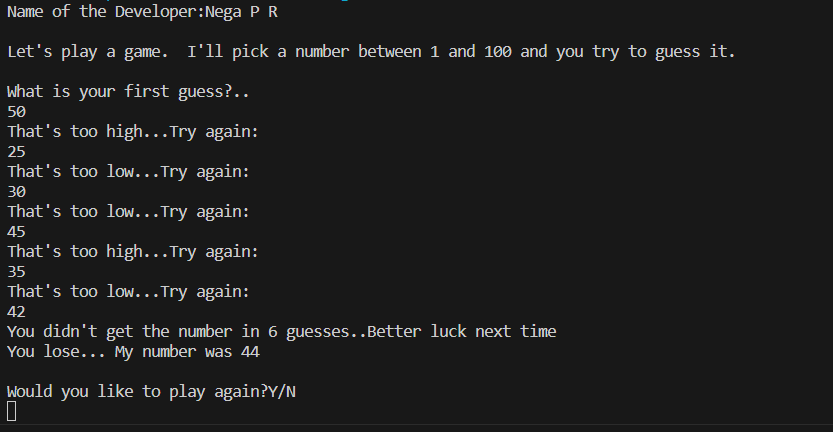 Name of the Developer:Nega P R
Let's play a game.  I'll pick a number between 1 and 100 and you try to guess it.
What is your first guess?..
50
That's too high...Try again:
25
That's too low...Try again:
30
That's too low...Try again:
45
That's too high...Try again:
35
That's too low...Try again:
42
You didn't get the number in 6 guesses..Better luck next time
You lose... My number was 44
Would you like to play again?Y/N